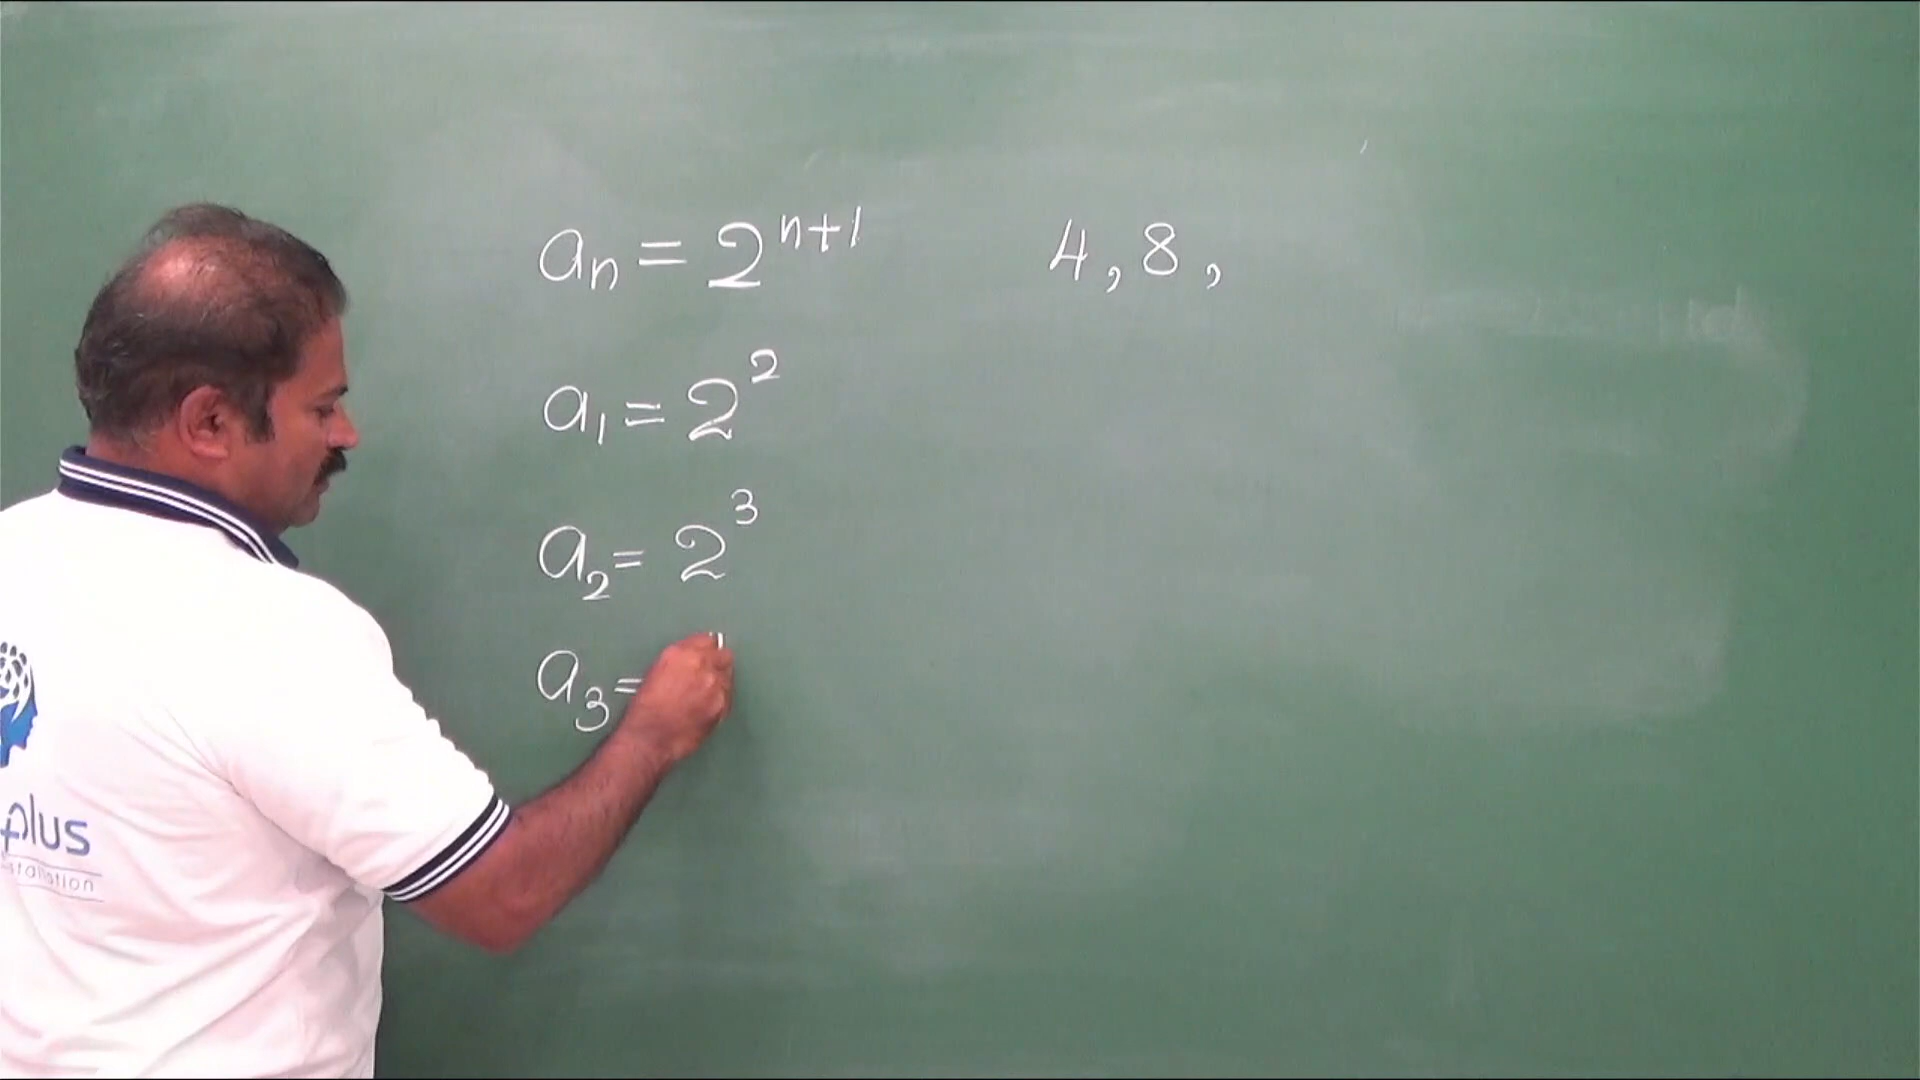 aₙ = 2ⁿ⁺¹ 4, 8,
a₁ = 2²
a₂ = 2³
a₃ =
plus